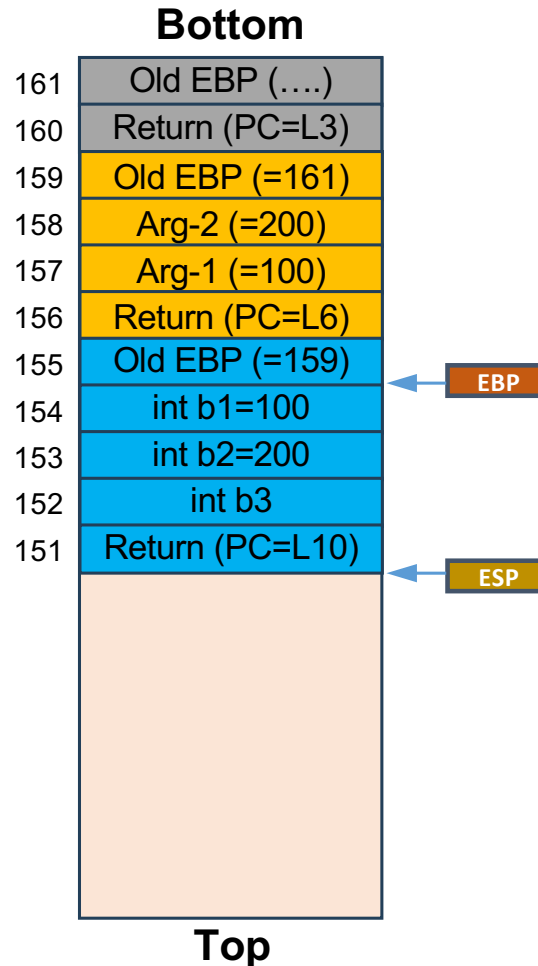 Bottom
161 Old EBP (....)
160 Return (PC=L3)
159 Old EBP (=161)
158 Arg-2 (=200)
157 Arg-1 (=100)
156 Return (PC=L6)
155 Old EBP (=159)
EBP
154 int b1=100
153 int b2=200
152 int b3
151 Return (PC=L10)
ESP
Top